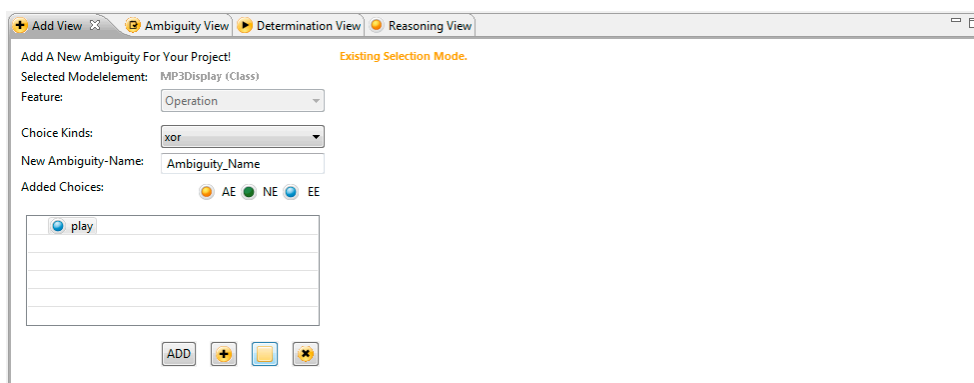 Add View Ambiguity View Determination View Reasoning View
Add A New Ambiguity For Your Project! Existing Selection Mode.
Selected Modelelement: MP3Display (Class)
Feature: Operation
Choice Kinds: xor
New Ambiguity-Name: Ambiguity_Name
Added Choices: AE NE EE
play
ADD